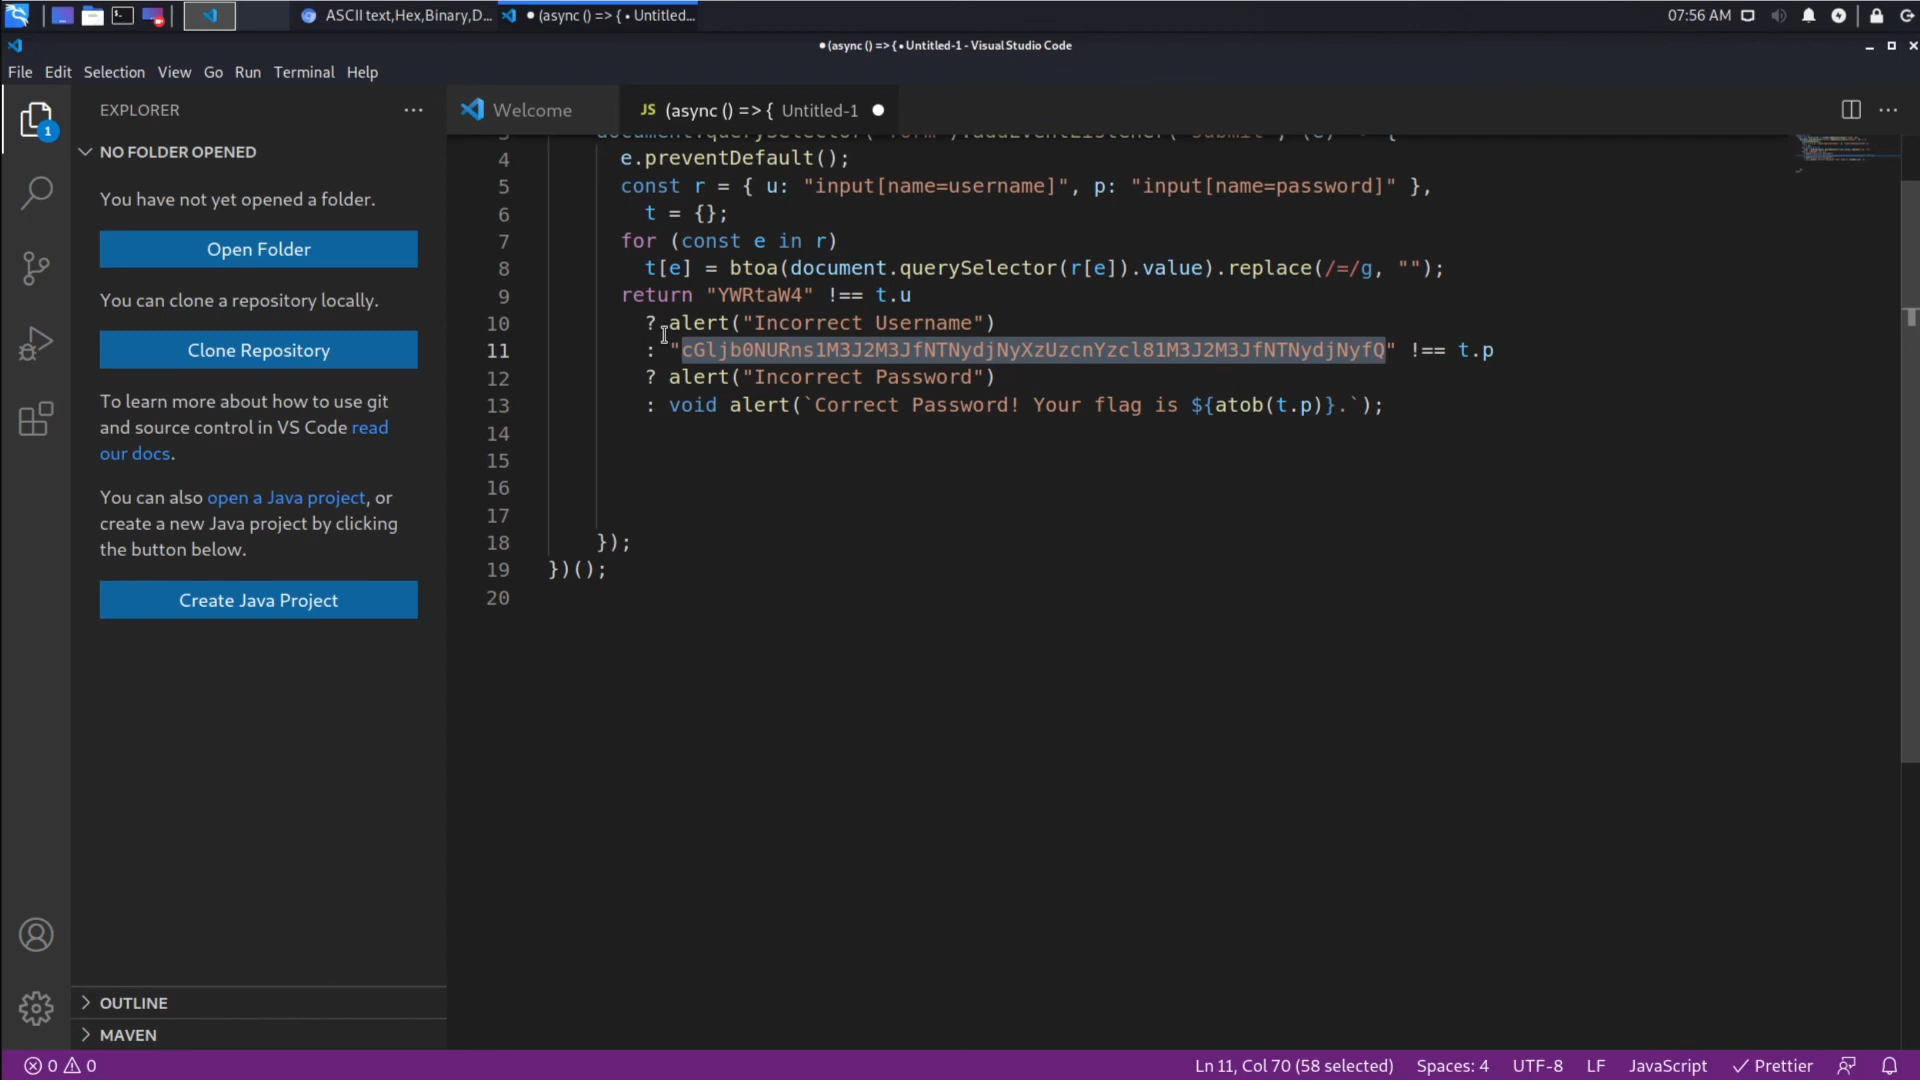 ASCII text,Hex,Binary,D...
(async () => { • Untitled...
07:56 AM
(async () => { • Untitled-1 - Visual Studio Code
File Edit Selection View Go Run Terminal Help
EXPLORER
Welcome
JS (async () => { Untitled-1
1
NO FOLDER OPENED
You have not yet opened a folder.
Open Folder
You can clone a repository locally.
Clone Repository
To learn more about how to use git
and source control in VS Code read
our docs.
You can also open a Java project, or
create a new Java project by clicking
the button below.
Create Java Project
OUTLINE
MAVEN
4 e.preventDefault();
5 const r = { u: "input[name=username]", p: "input[name=password]" },
6 t = {};
7 for (const e in r)
8 t[e] = btoa(document.querySelector(r[e]).value).replace(/=/g, "");
9 return "YWRtaW4" !== t.u
10 ? alert("Incorrect Username")
11 : "cGljb0NURns1M3J2M3JfNTNydjNyXzUzcnYzcl81M3J2M3JfNTNydjNyfQ" !== t.p
12 ? alert("Incorrect Password")
13 : void alert(`Correct Password! Your flag is ${atob(t.p)}.`);
14
15
16
17
18 });
19 })();
20
0 0
Ln 11, Col 70 (58 selected)
Spaces: 4
UTF-8
LF
JavaScript
Prettier